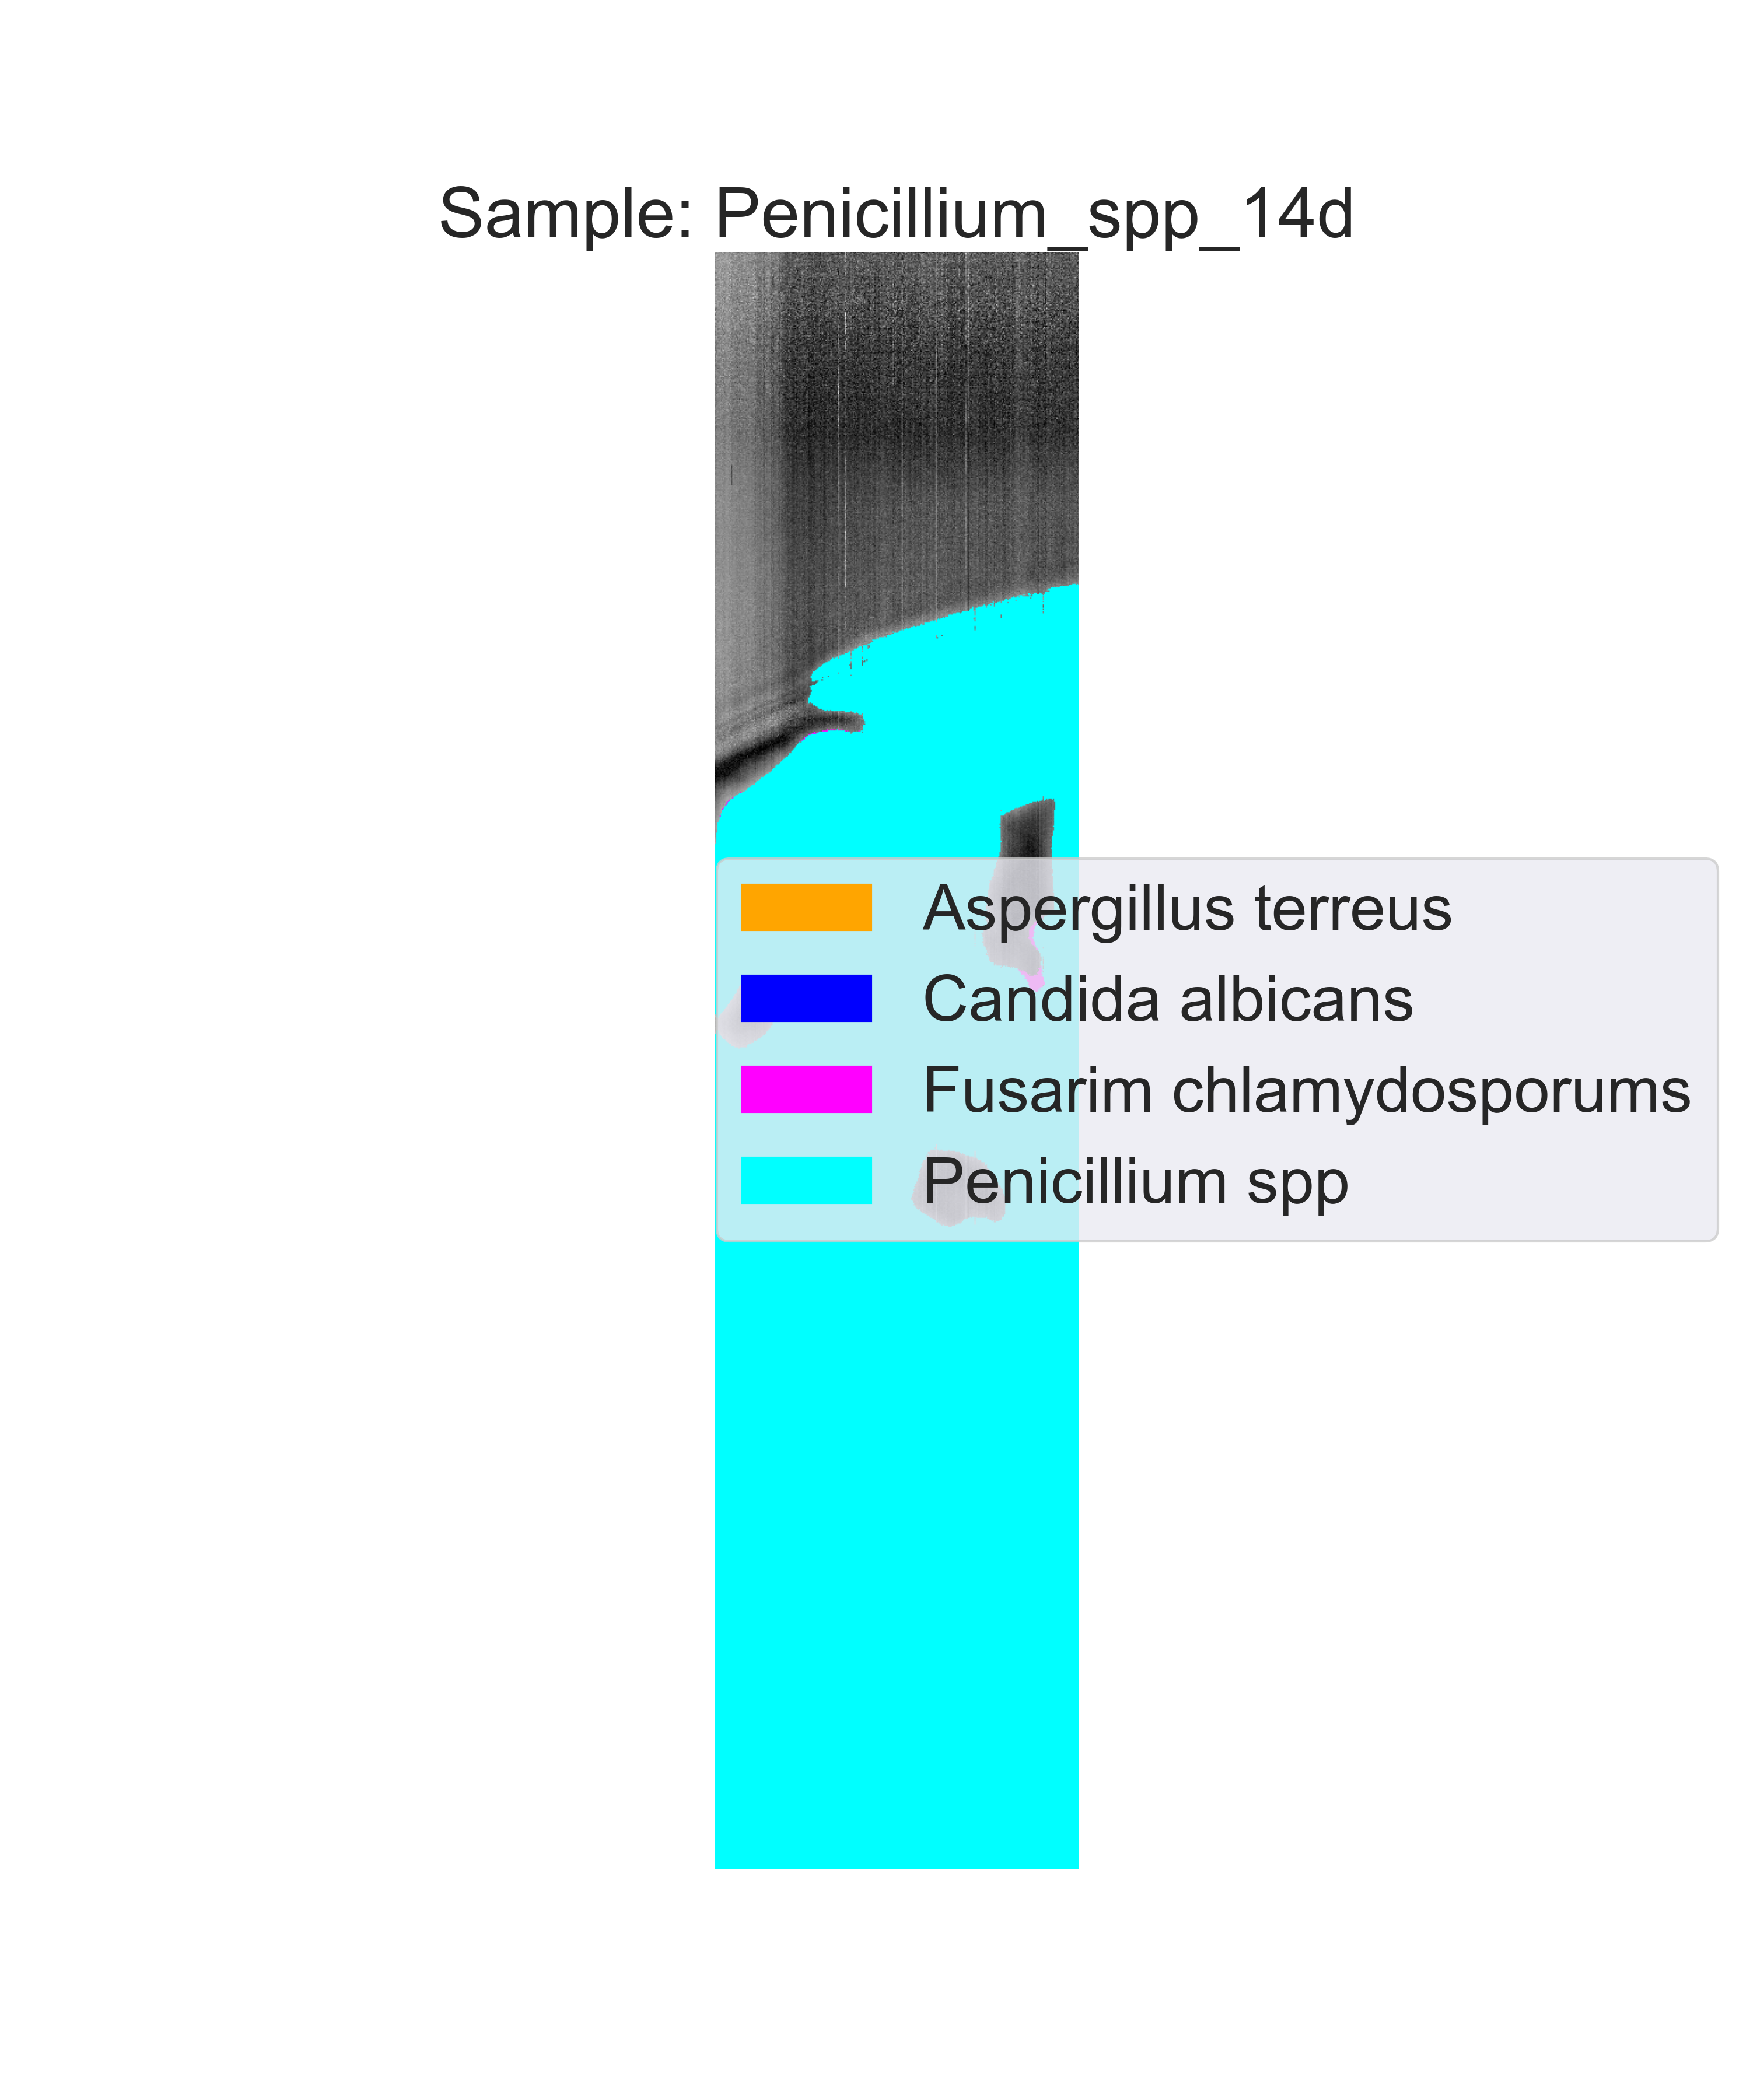 Sample: Penicillium_spp_14d
Aspergillus terreus
Candida albicans
Fusarim chlamydosporums
Penicillium spp